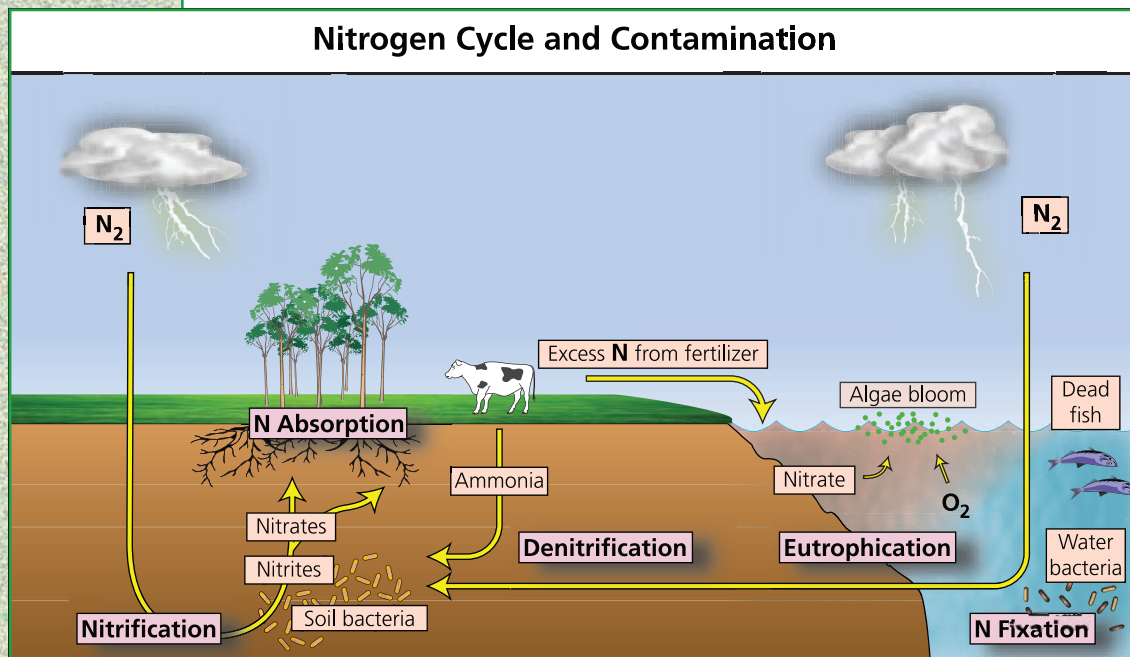 Nitrogen Cycle and Contamination
N₂
N₂
Excess N from fertilizer
Algae bloom
Dead
fish
N Absorption
Ammonia
Nitrate
O₂
Nitrates
Denitrification
Eutrophication
Water
bacteria
Nitrites
Soil bacteria
Nitrification
N Fixation